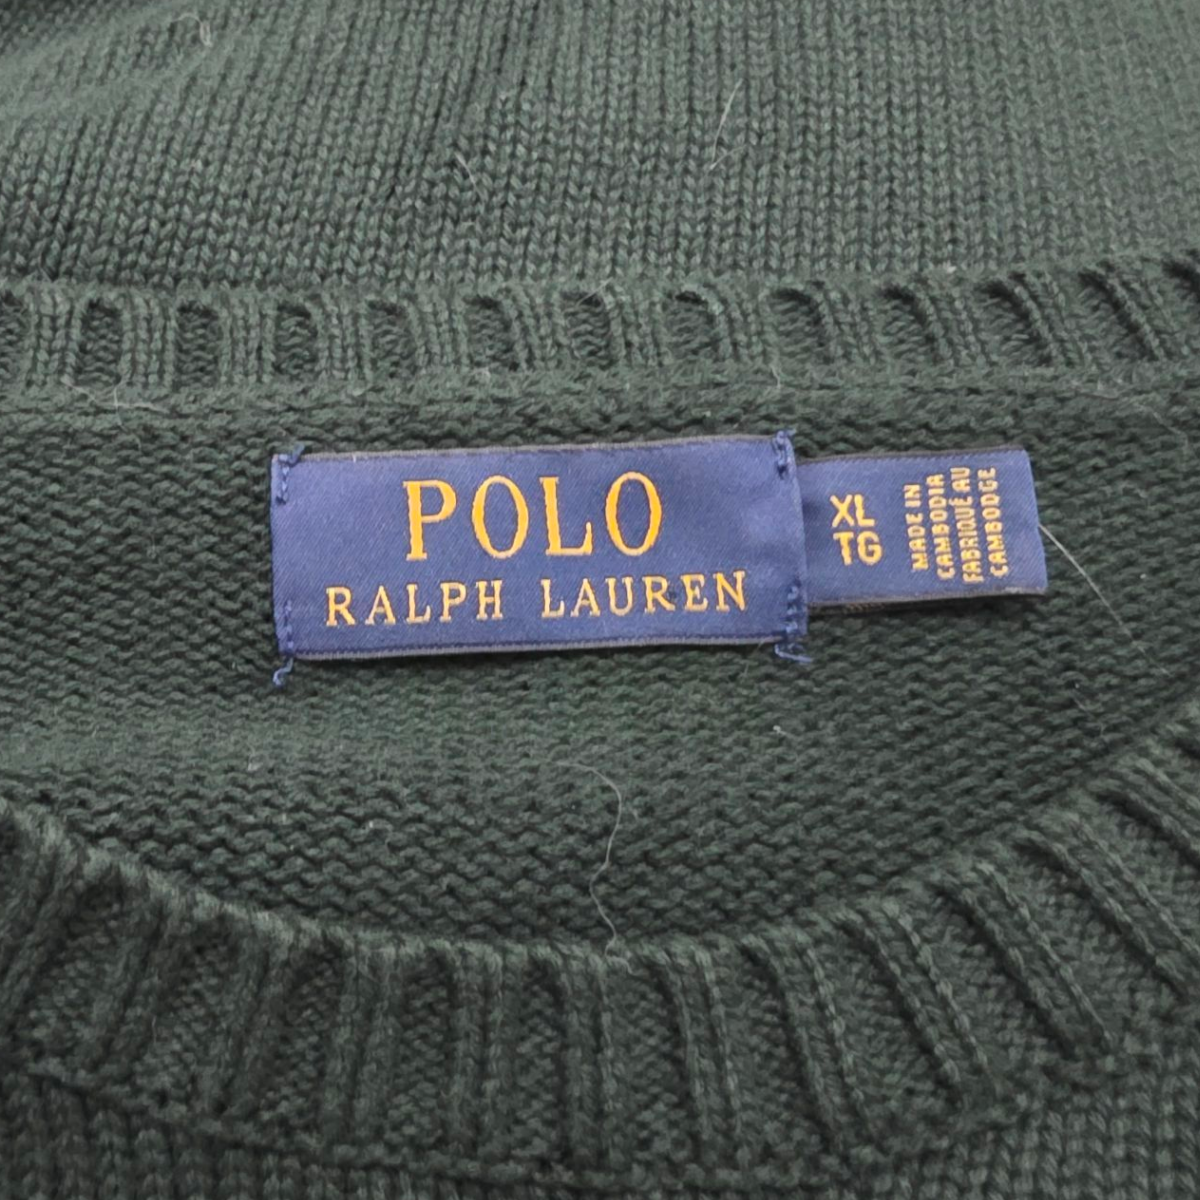 POLO
RALPH LAUREN
XL
TG
MADE IN
CAMBODIA
FABRIQUÉ AU
CAMBODGE